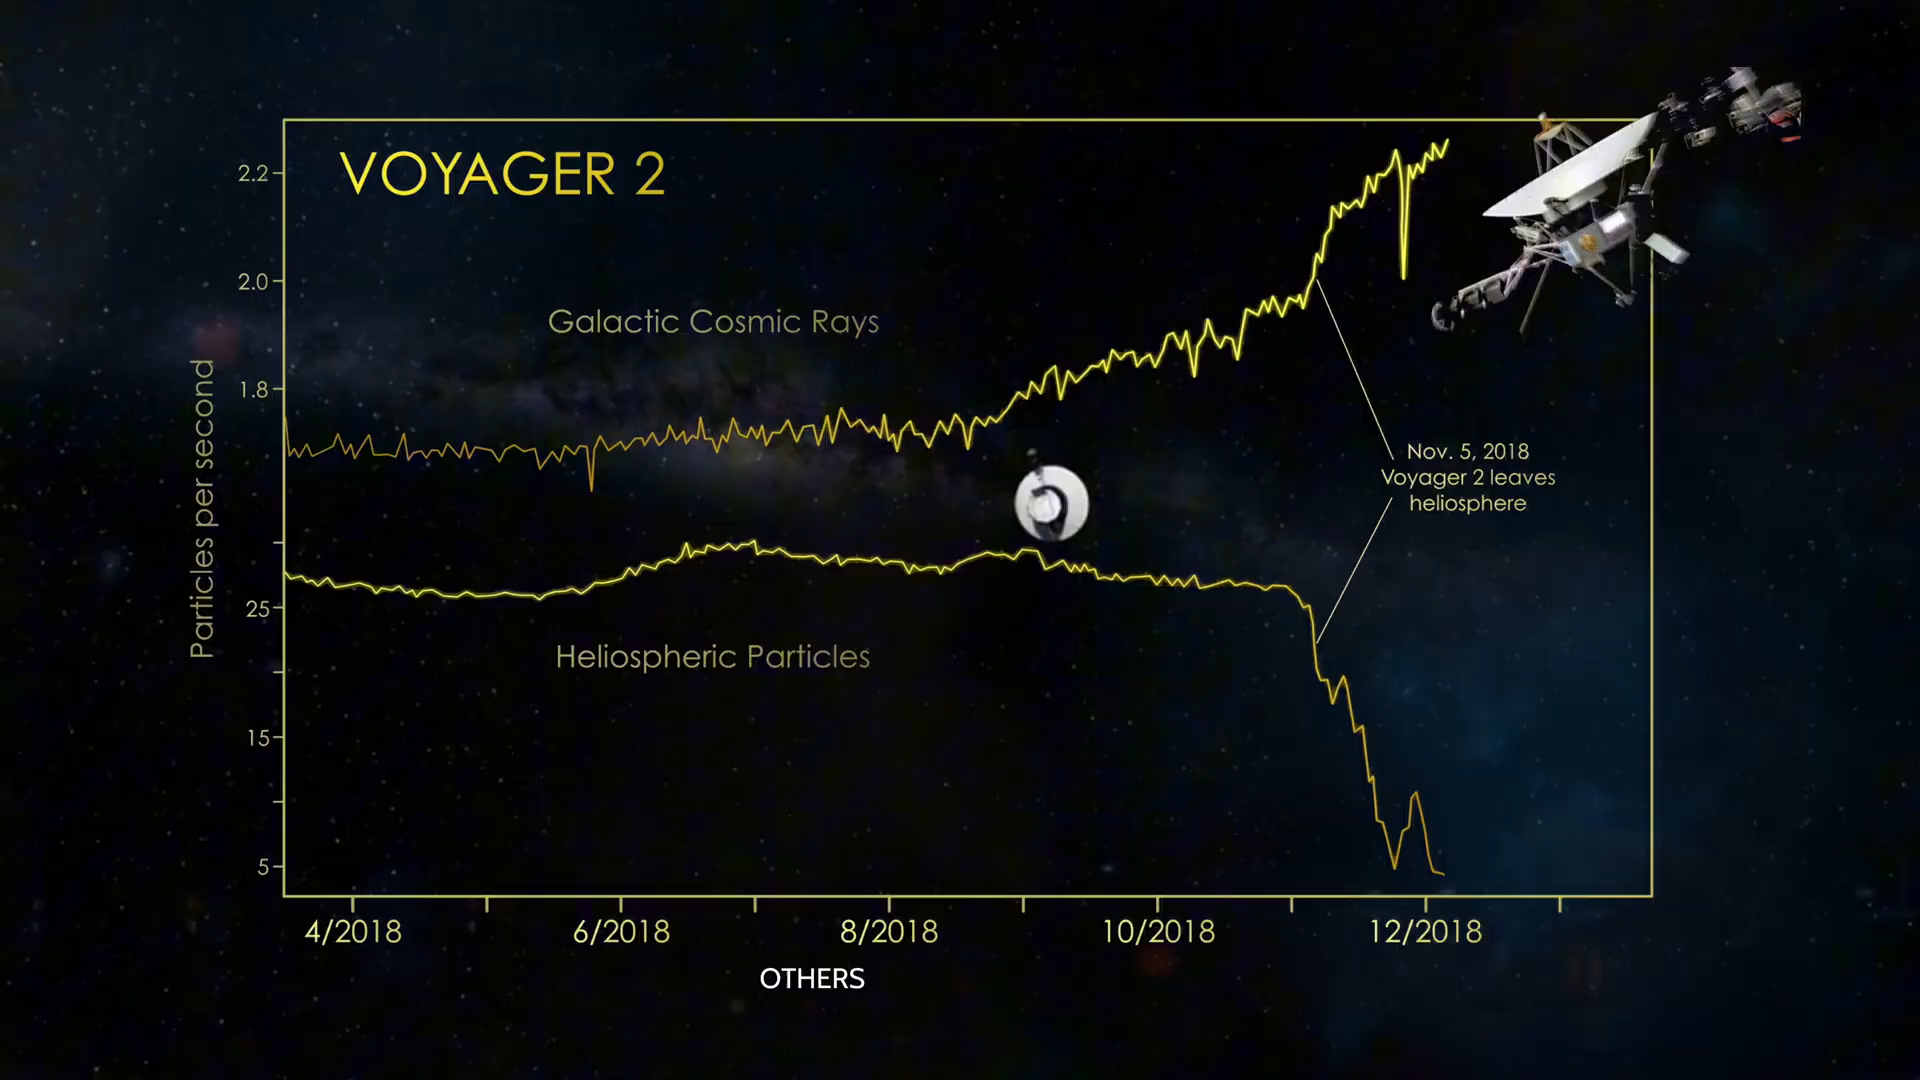 VOYAGER 2
2.2
2.0
Galactic Cosmic Rays
1.8
Particles per second
Nov. 5, 2018
Voyager 2 leaves
heliosphere
25
Heliospheric Particles
15
5
4/2018 6/2018 8/2018 10/2018 12/2018
OTHERS